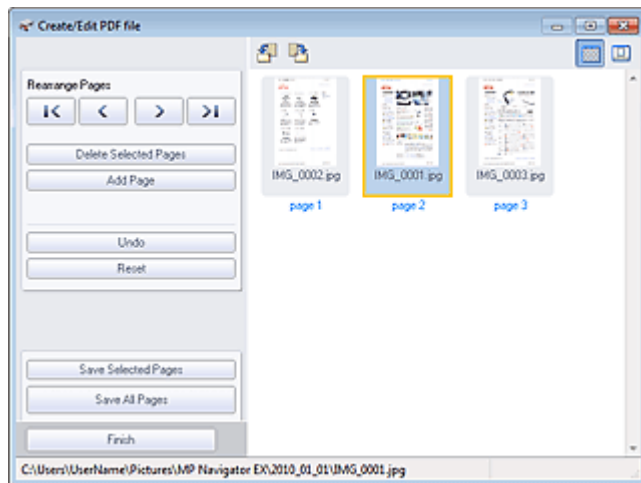 Create/Edit PDF file
Rearrange Pages
Delete Selected Pages
Add Page
Undo
Reset
Save Selected Pages
Save All Pages
Finish
IMG_0002.jpg IMG_0001.jpg IMG_0003.jpg
page 1 page 2 page 3
C:\Users\UserName\Pictures\MP Navigator EX\2010_01_01\IMG_0001.jpg